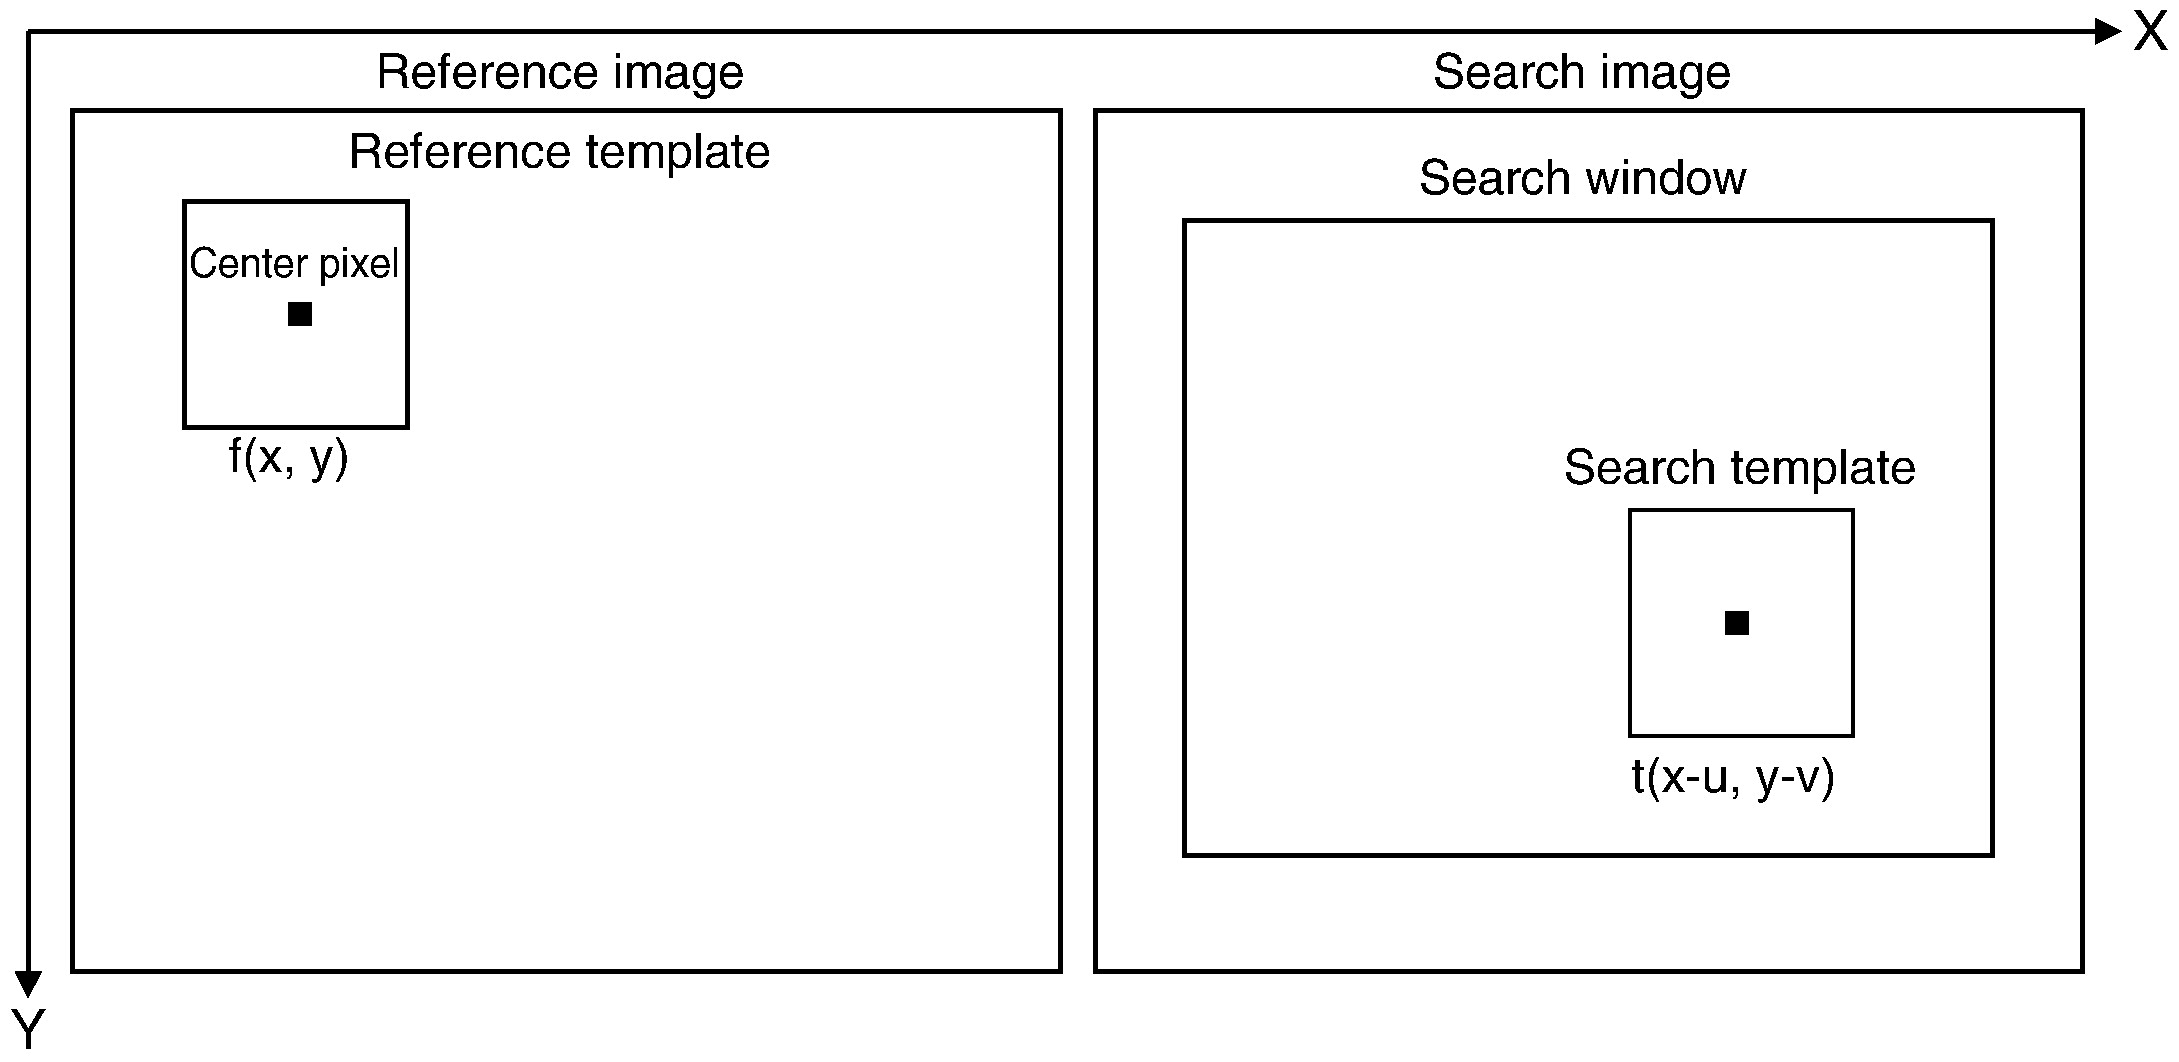 X
Reference image
Search image
Reference template
Search window
Center pixel
f(x, y)
Search template
t(x-u, y-v)
Y